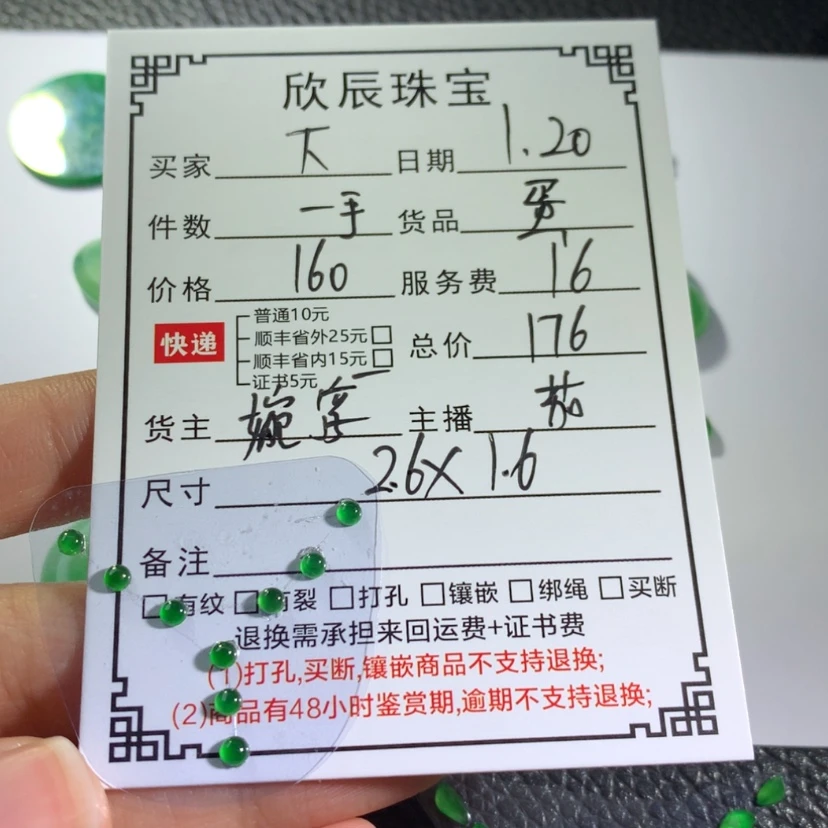 欣辰珠宝
买家 大 日期 1.20
件数 一手 货品 蛋
价格 160 服务费 16
快递 普通10元
顺丰省外25元
顺丰省内15元
证书5元
总价 176
货主 婉宝 主播 茹
尺寸 2.6X1.6
备注
有纹 有裂 打孔 镶嵌 绑绳 买断
退换需承担来回运费+证书费
(1)打孔,买断,镶嵌商品不支持退换;
(2)商品有48小时鉴赏期,逾期不支持退换;